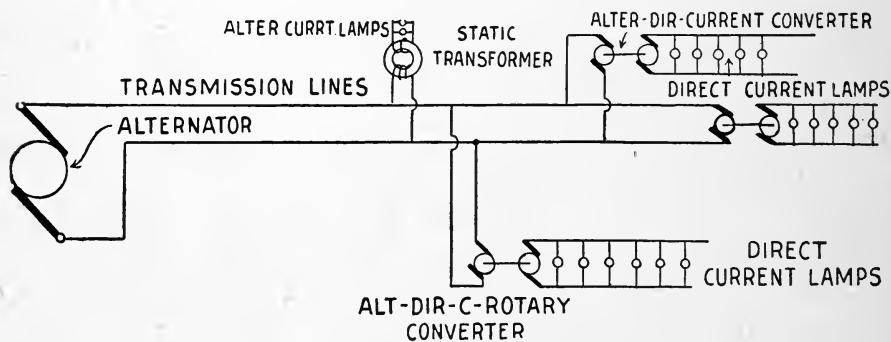 ALTER CURRT. LAMPS
STATIC
TRANSFORMER
ALTER-DIR-CURRENT CONVERTER
TRANSMISSION LINES
DIRECT CURRENT LAMPS
ALTERNATOR
DIRECT
CURRENT LAMPS
ALT-DIR-C-ROTARY
CONVERTER